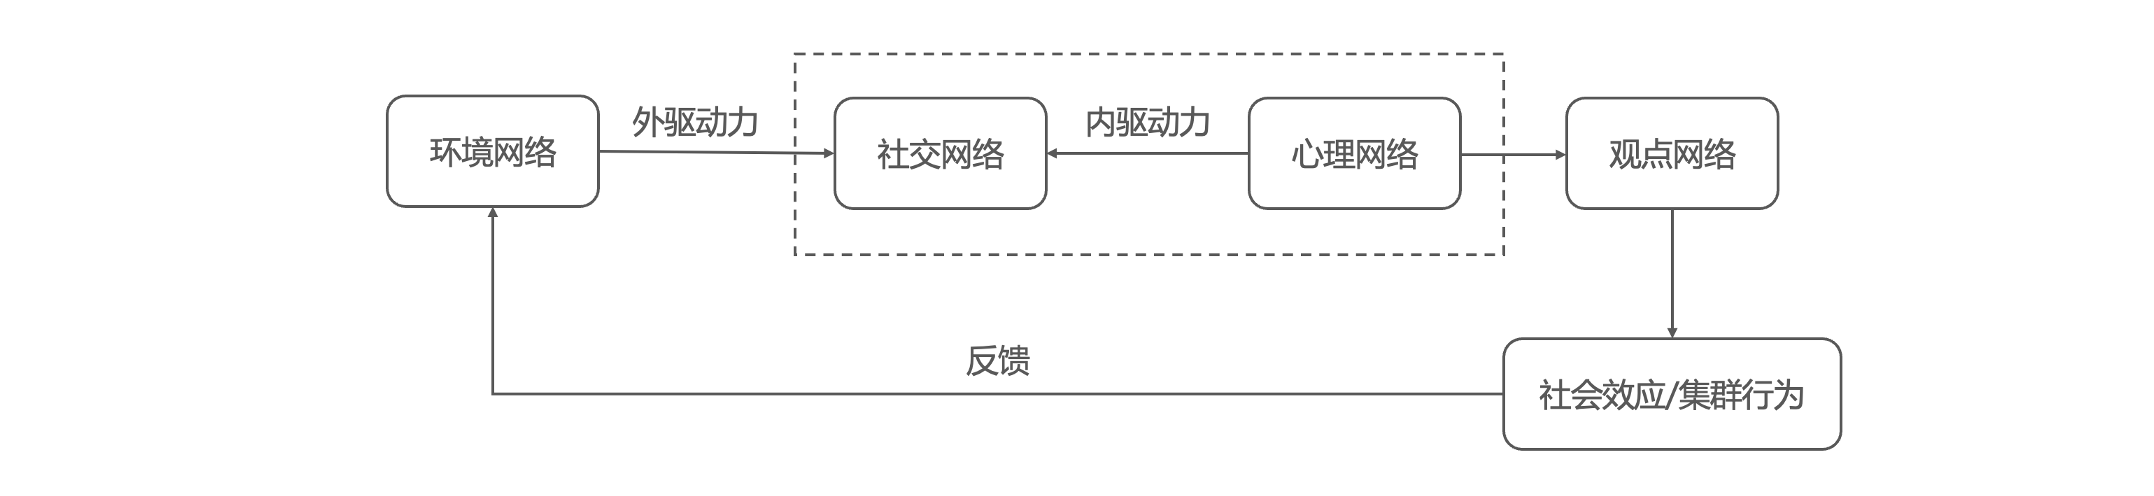 外驱动力
内驱动力
环境网络
社交网络
心理网络
观点网络
反馈
社会效应/集群行为